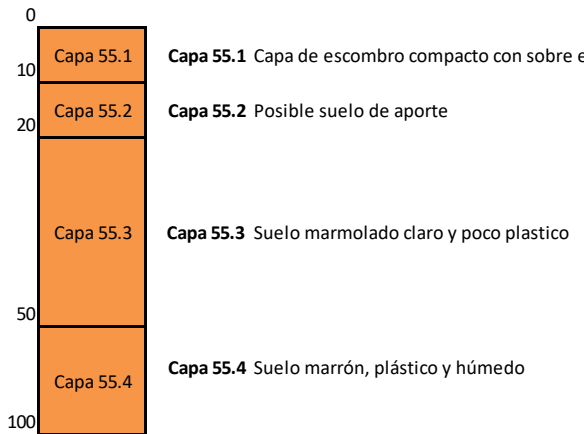 0
Capa 55.1 Capa 55.1 Capa de escombro compacto con sobre
10
Capa 55.2 Capa 55.2 Posible suelo de aporte
20
Capa 55.3 Capa 55.3 Suelo marmolado claro y poco plastico
50
Capa 55.4 Capa 55.4 Suelo marrón, plástico y húmedo
100